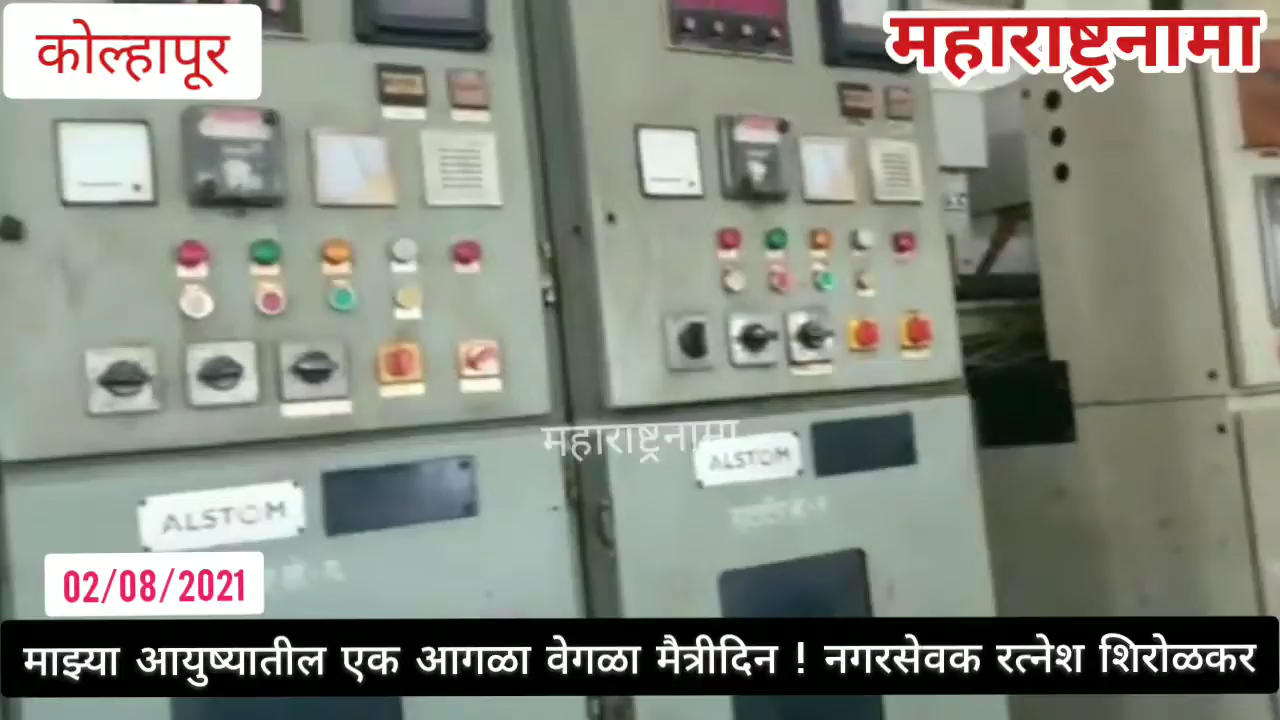 कोल्हापूर
महाराष्ट्रनामा
महाराष्ट्रनामा
ALSTOM
ALSTOM
02/08/2021
माझ्या आयुष्यातील एक आगळा वेगळा मैत्रीदिन ! नगरसेवक रत्नेश शिरोळकर